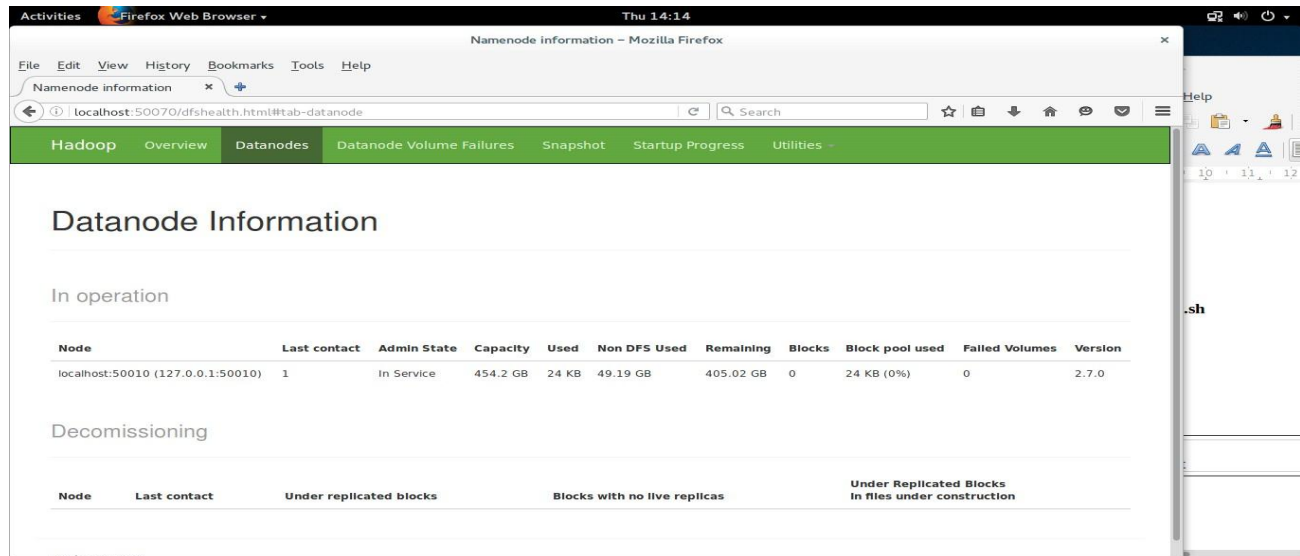 Activities Firefox Web Browser Thu 14:14
Namenode information – Mozilla Firefox
File Edit View History Bookmarks Tools Help
Namenode information
localhost:50070/dfshealth.html#tab-datanode Search
Hadoop Overview Datanodes Datanode Volume Failures Snapshot Startup Progress Utilities
Help
10 11 12
Datanode Information
In operation
.sh
Node Last contact Admin State Capacity Used Non DFS Used Remaining Blocks Block pool used Failed Volumes Version
localhost:50010 (127.0.0.1:50010) 1 In Service 454.2 GB 24 KB 49.19 GB 405.02 GB 0 24 KB (0%) 0 2.7.0
Decomissioning
Node Last contact Under replicated blocks Blocks with no live replicas Under Replicated Blocks
In files under construction